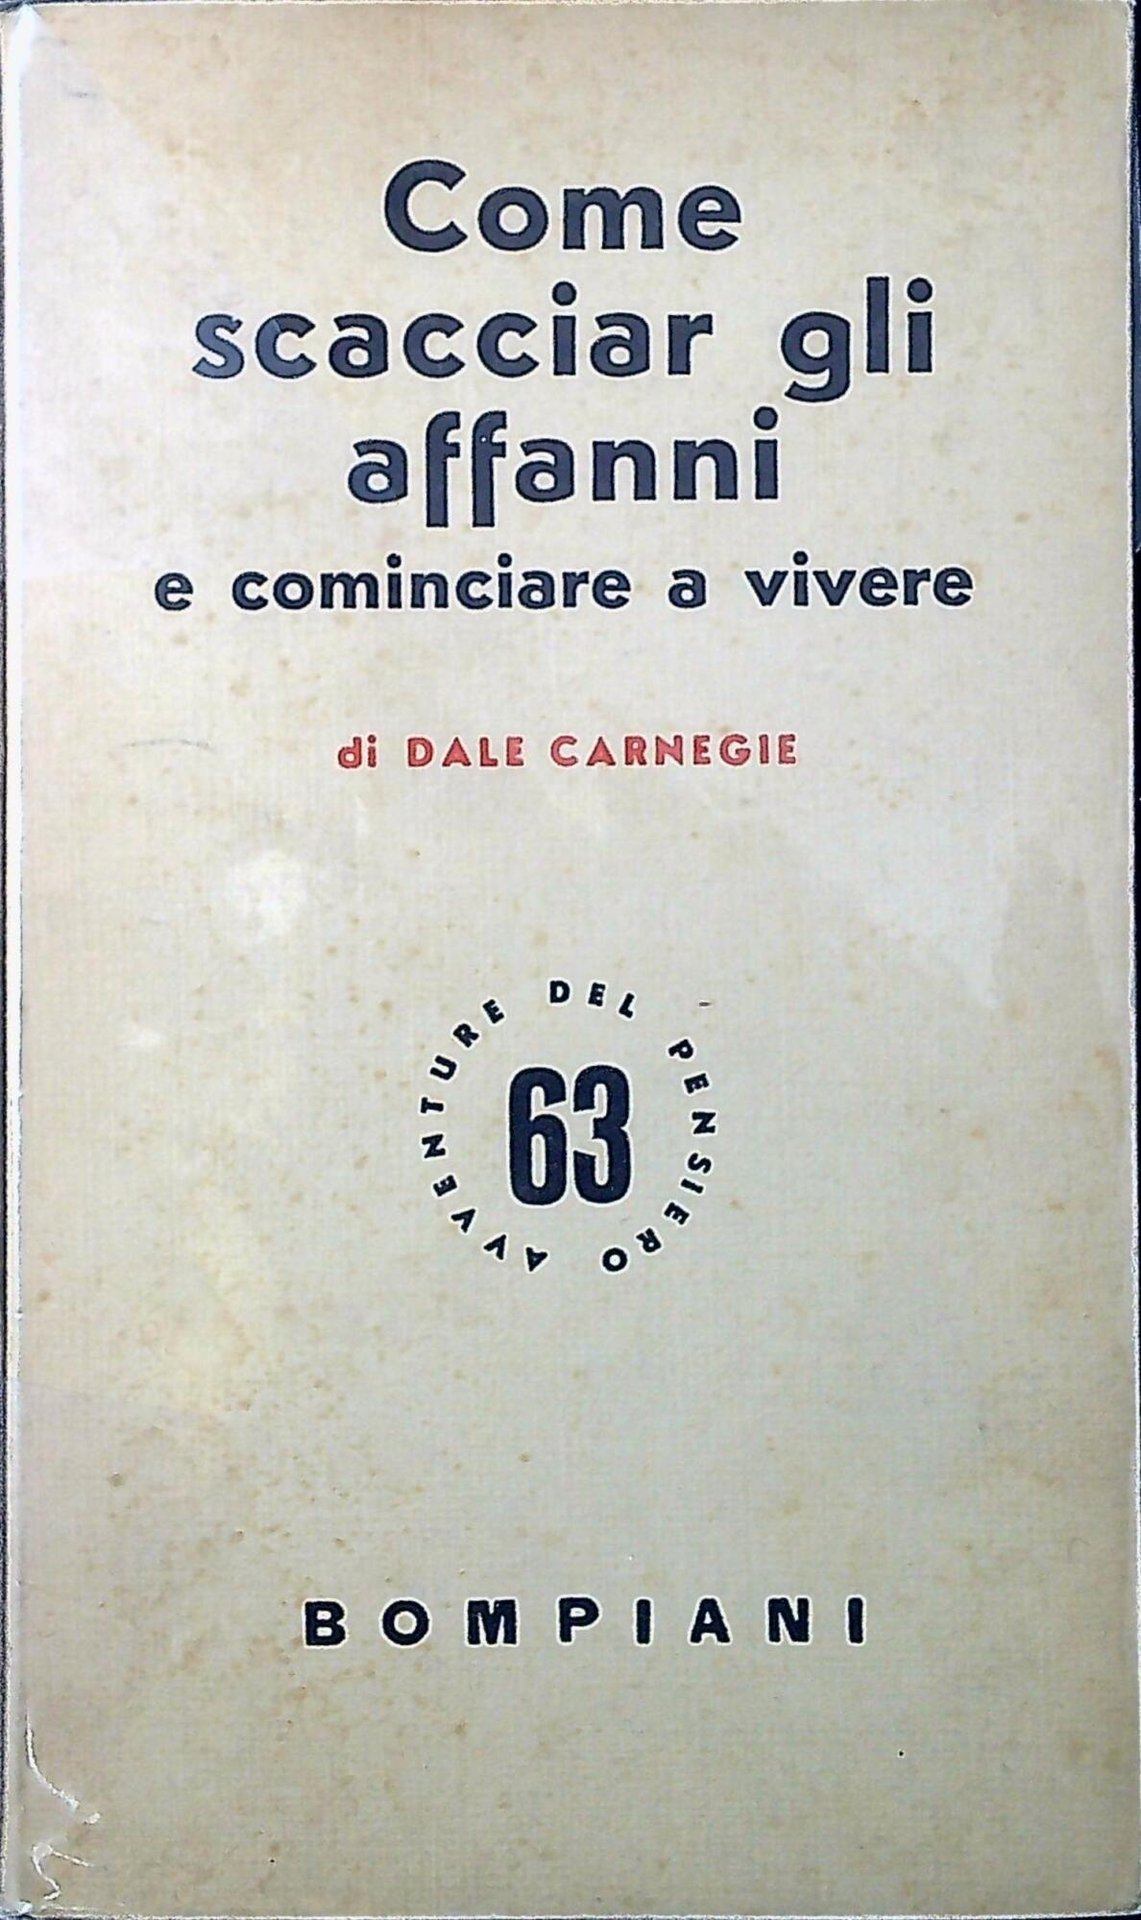 Come
scacciar gli
affanni
e cominciare a vivere
di DALE CARNEGIE
AVVENTURE DEL PENSIERO
63
BOMPIANI